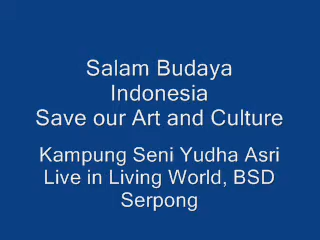 Salam Budaya
Indonesia
Save our Art and Culture
Kampung Seni Yudha Asri
Live in Living World, BSD
Serpong